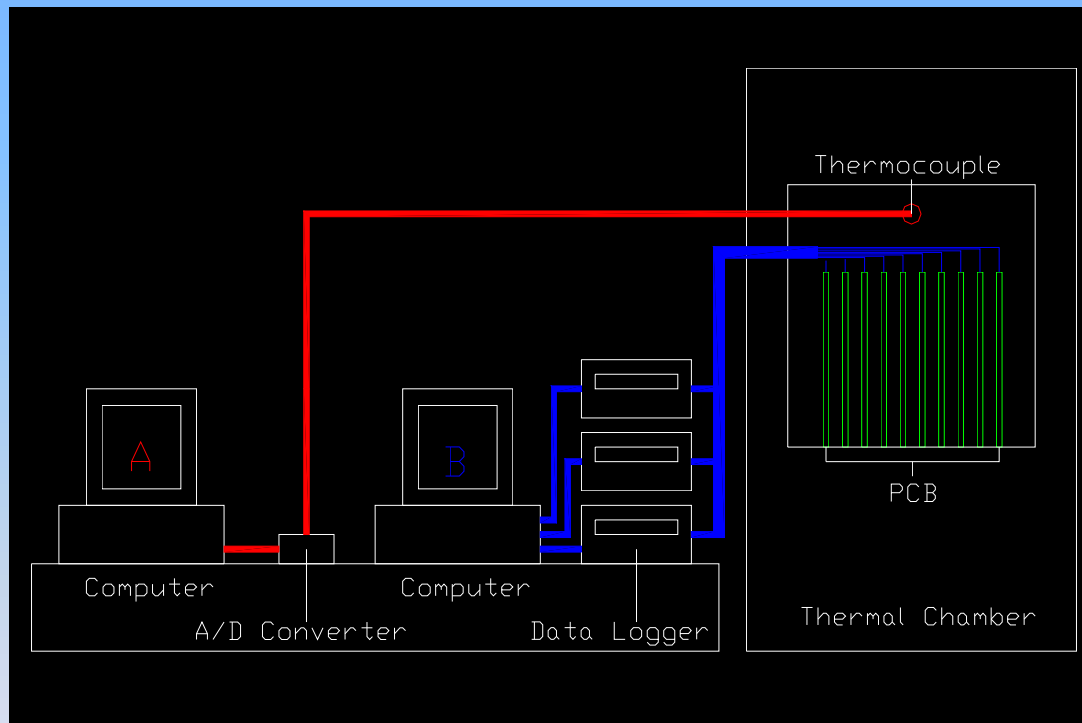 Thermocouple
A
B
PCB
Computer
Computer
Thermal Chamber
A/D Converter
Data Logger